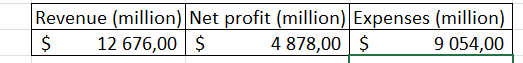 Revenue (million) Net profit (million) Expenses (million)
$ 12 676,00 $ 4 878,00 $ 9 054,00